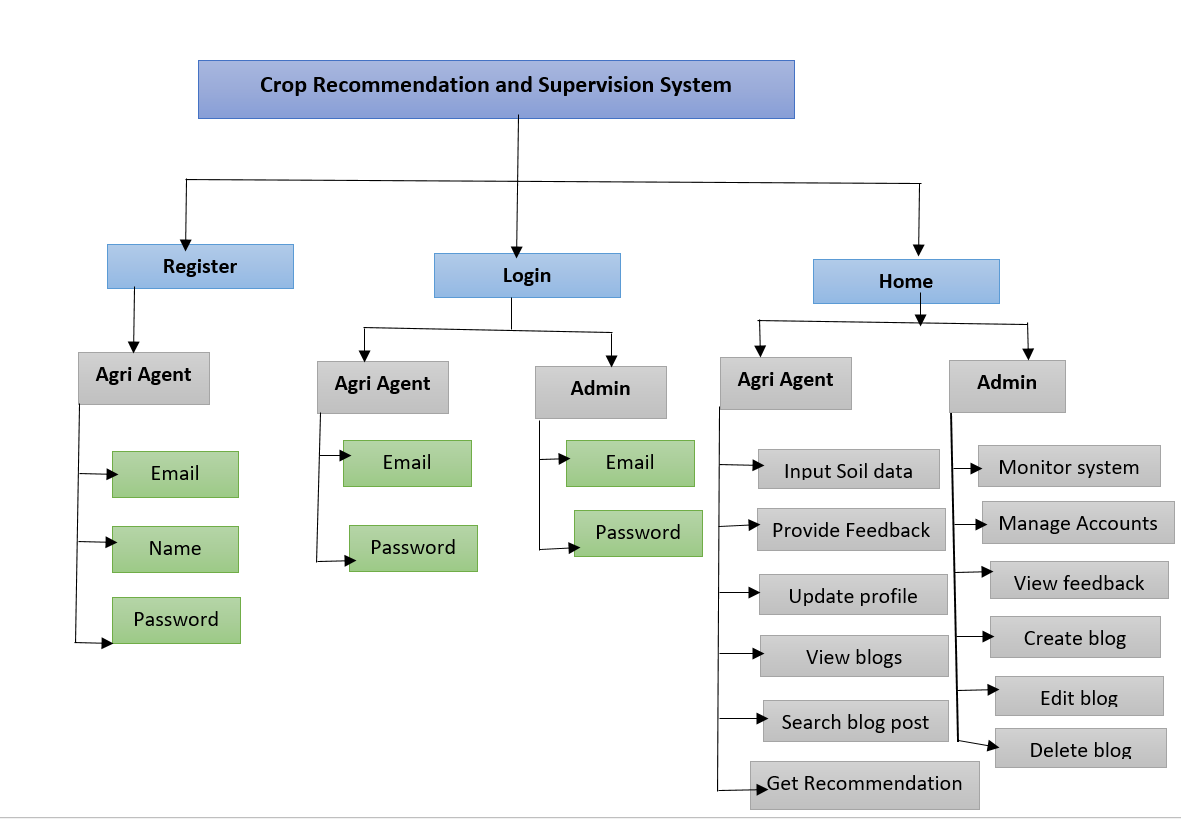 Crop Recommendation and Supervision System
Register
Login
Home
Agri Agent
Agri Agent
Admin
Agri Agent
Admin
Email
Name
Password
Email
Password
Email
Password
Input Soil data
Provide Feedback
Update profile
View blogs
Search blog post
Get Recommendation
Monitor system
Manage Accounts
View feedback
Create blog
Edit blog
Delete blog